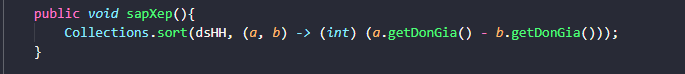 public void sapXep(){
Collections.sort(dsHH, (a, b) -> (int) (a.getDonGia() - b.getDonGia()));
}